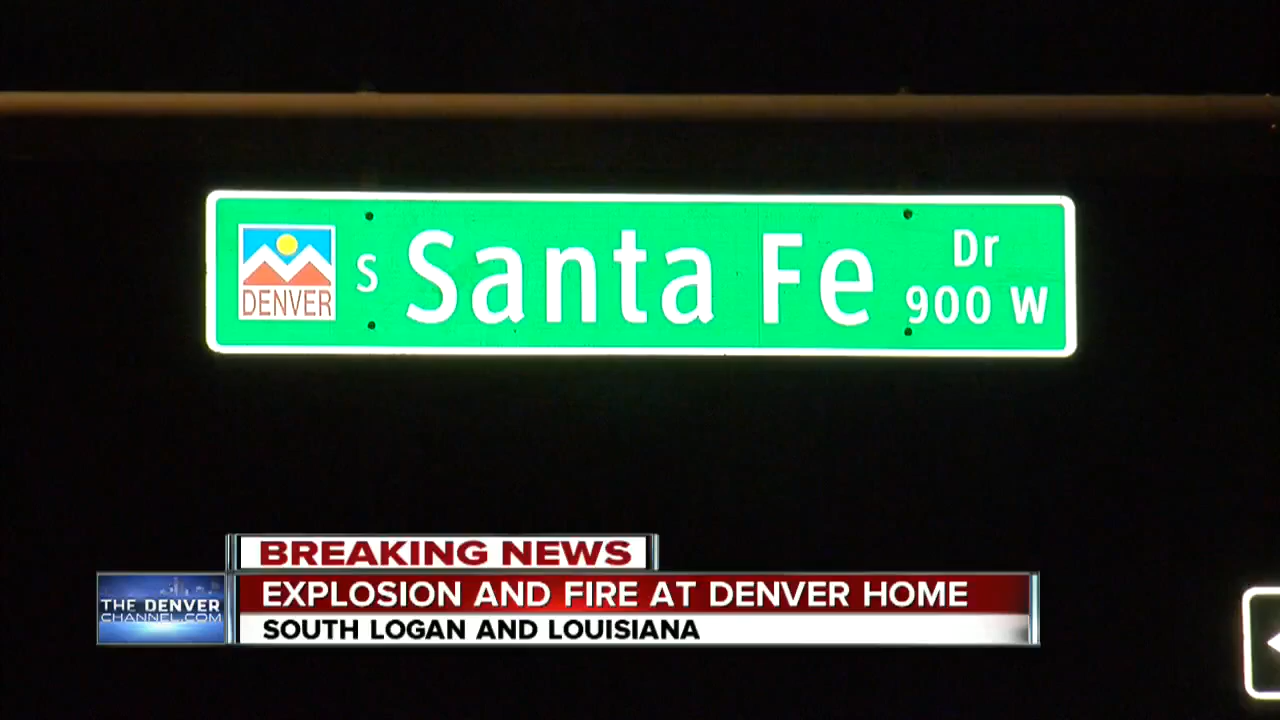 S Santa Fe Dr
900 W
DENVER
BREAKING NEWS
EXPLOSION AND FIRE AT DENVER HOME
THE DENVER
CHANNEL.COM
SOUTH LOGAN AND LOUISIANA